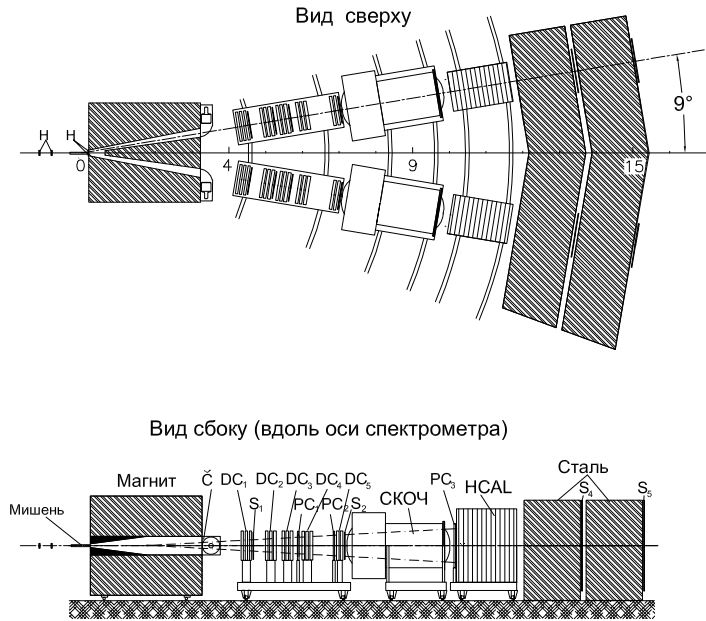 Вид сверху
9°
H H
0 4 9 15
Вид сбоку (вдоль оси спектрометра)
Магнит Č DC₁ S₁ DC₂ DC₃ PC₁ DC₄ PC₂ DC₅ S₂ СКОЧ PC₃ HCAL Сталь S₄ S₅
Мишень